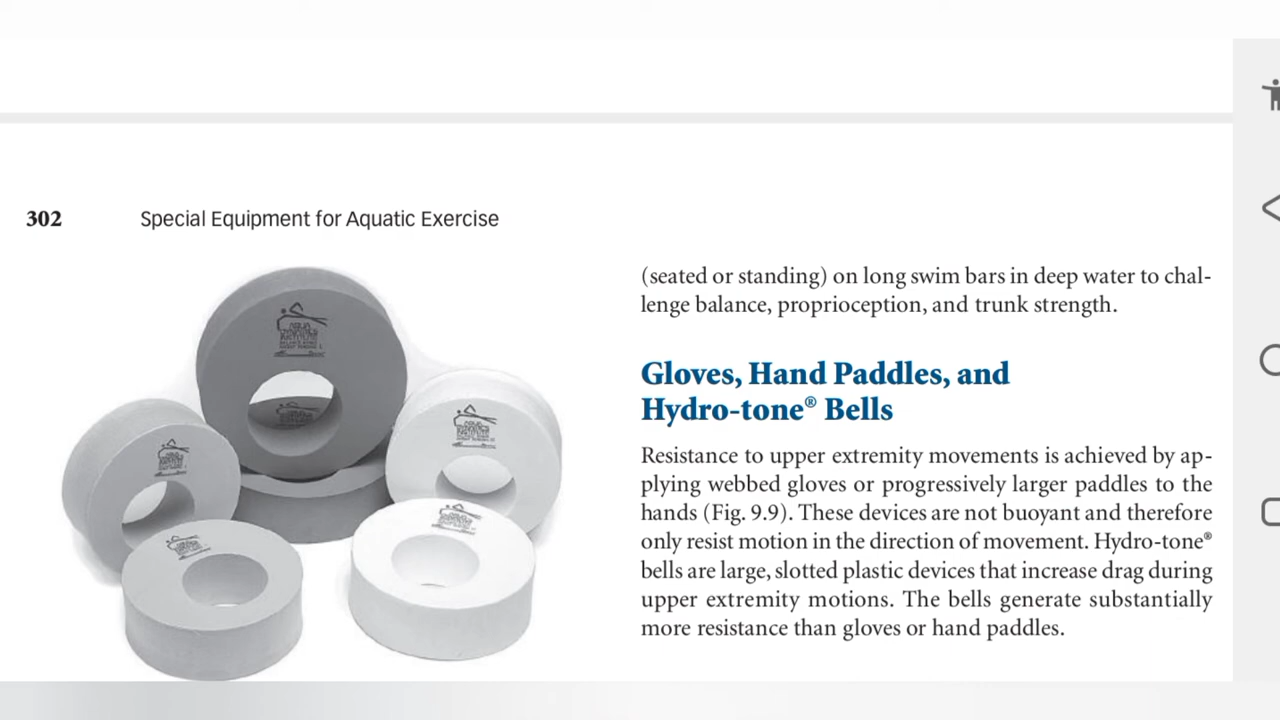 302 Special Equipment for Aquatic Exercise
(seated or standing) on long swim bars in deep water to chal-
lenge balance, proprioception, and trunk strength.
Gloves, Hand Paddles, and
Hydro-tone® Bells
Resistance to upper extremity movements is achieved by ap-
plying webbed gloves or progressively larger paddles to the
hands (Fig. 9.9). These devices are not buoyant and therefore
only resist motion in the direction of movement. Hydro-tone®
bells are large, slotted plastic devices that increase drag during
upper extremity motions. The bells generate substantially
more resistance than gloves or hand paddles.